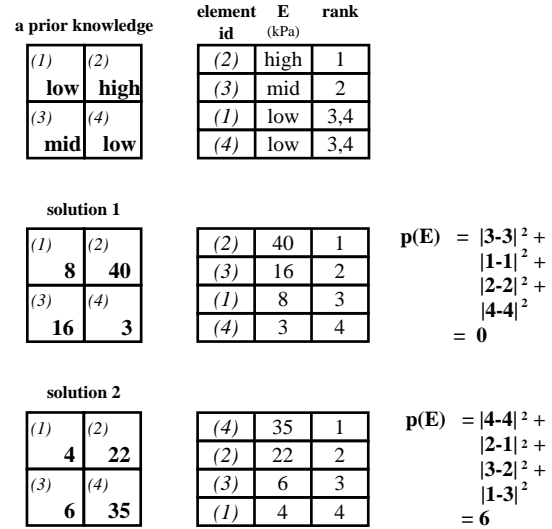 a prior knowledge
element id E (kPa) rank
(1) low (2) high
(3) mid (4) low
(2) high 1
(3) mid 2
(1) low 3,4
(4) low 3,4
solution 1
(1) 8 (2) 40
(3) 16 (4) 3
(2) 40 1
(3) 16 2
(1) 8 3
(4) 3 4
p(E) = |3-3|² +
|1-1|² +
|2-2|² +
|4-4|²
= 0
solution 2
(1) 4 (2) 22
(3) 6 (4) 35
(4) 35 1
(2) 22 2
(3) 6 3
(1) 4 4
p(E) = |4-4|² +
|2-1|² +
|3-2|² +
|1-3|²
= 6